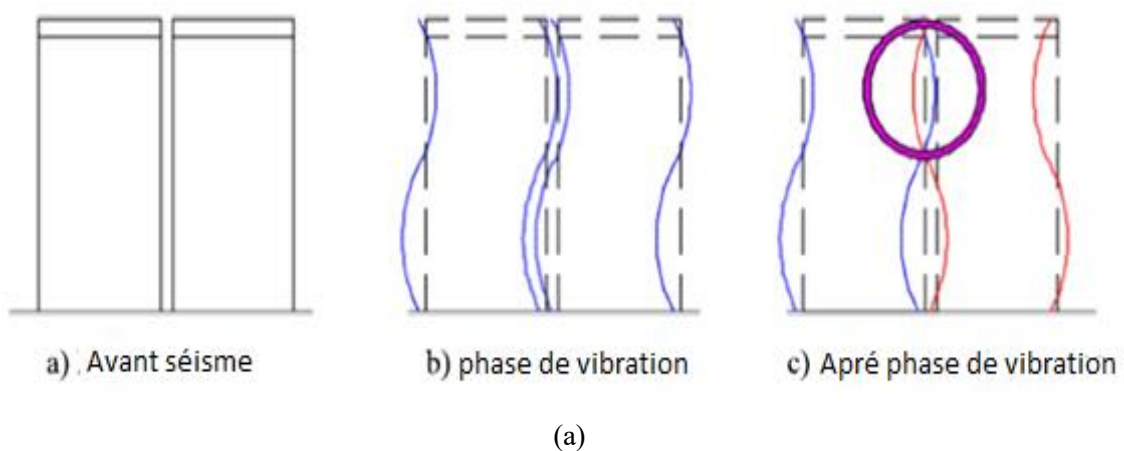 a) Avant séisme
b) phase de vibration
c) Apré phase de vibration
(a)